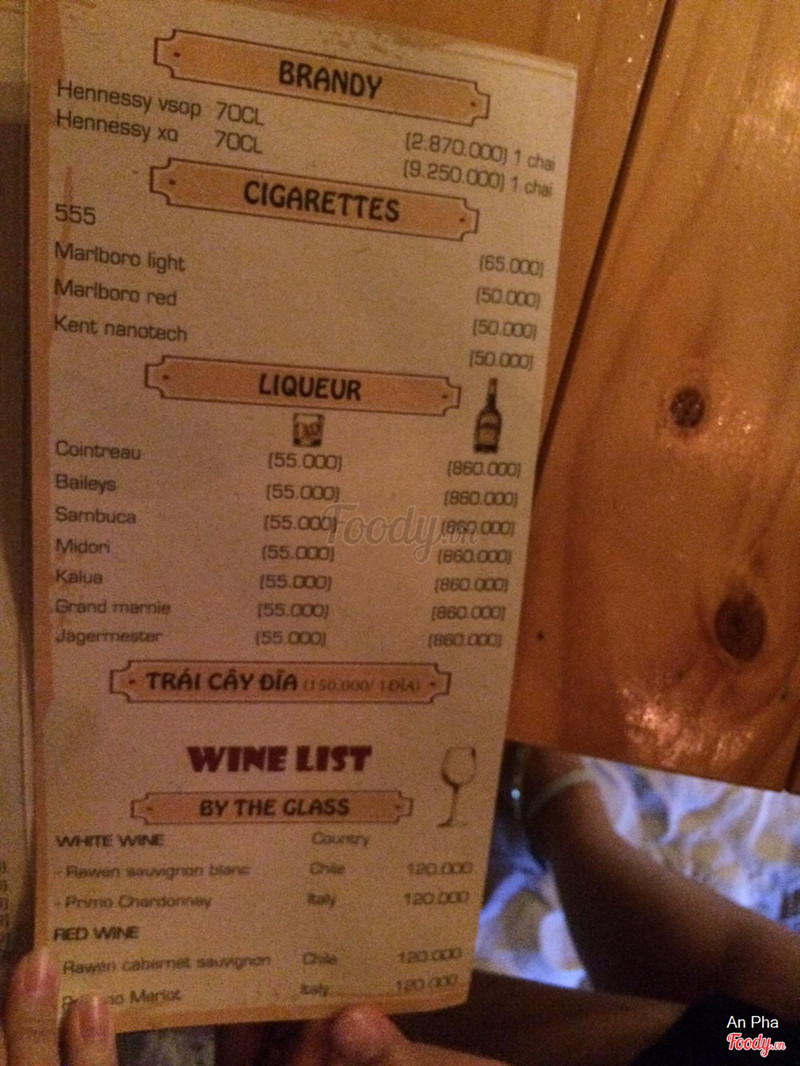 BRANDY
Hennessy vsop 70CL (2.870.000) 1 chai
Hennessy xo 70CL (9.250.000) 1 chai
CIGARETTES
555 (65.000)
Marlboro light (50.000)
Marlboro red (50.000)
Kent nanotech (50.000)
LIQUEUR
Cointreau (55.000) (860.000)
Baileys (55.000) (860.000)
Sambuca (55.000) (860.000)
Midori (55.000) (860.000)
Kalua (55.000) (860.000)
Grand marnie (55.000) (860.000)
Jagermester (55.000) (860.000)
Foody.vn
TRÁI CÂY ĐĨA (150.000/ 1 ĐĨA)
WINE LIST
BY THE GLASS
WHITE WINE Country
- Rawen sauvignon blanc Chile 120.000
- Primo Chardonnay Italy 120.000
RED WINE
Rawen cabernet sauvignon Chile 120.000
Merlot Italy 120.000
An Pha
Foody.vn